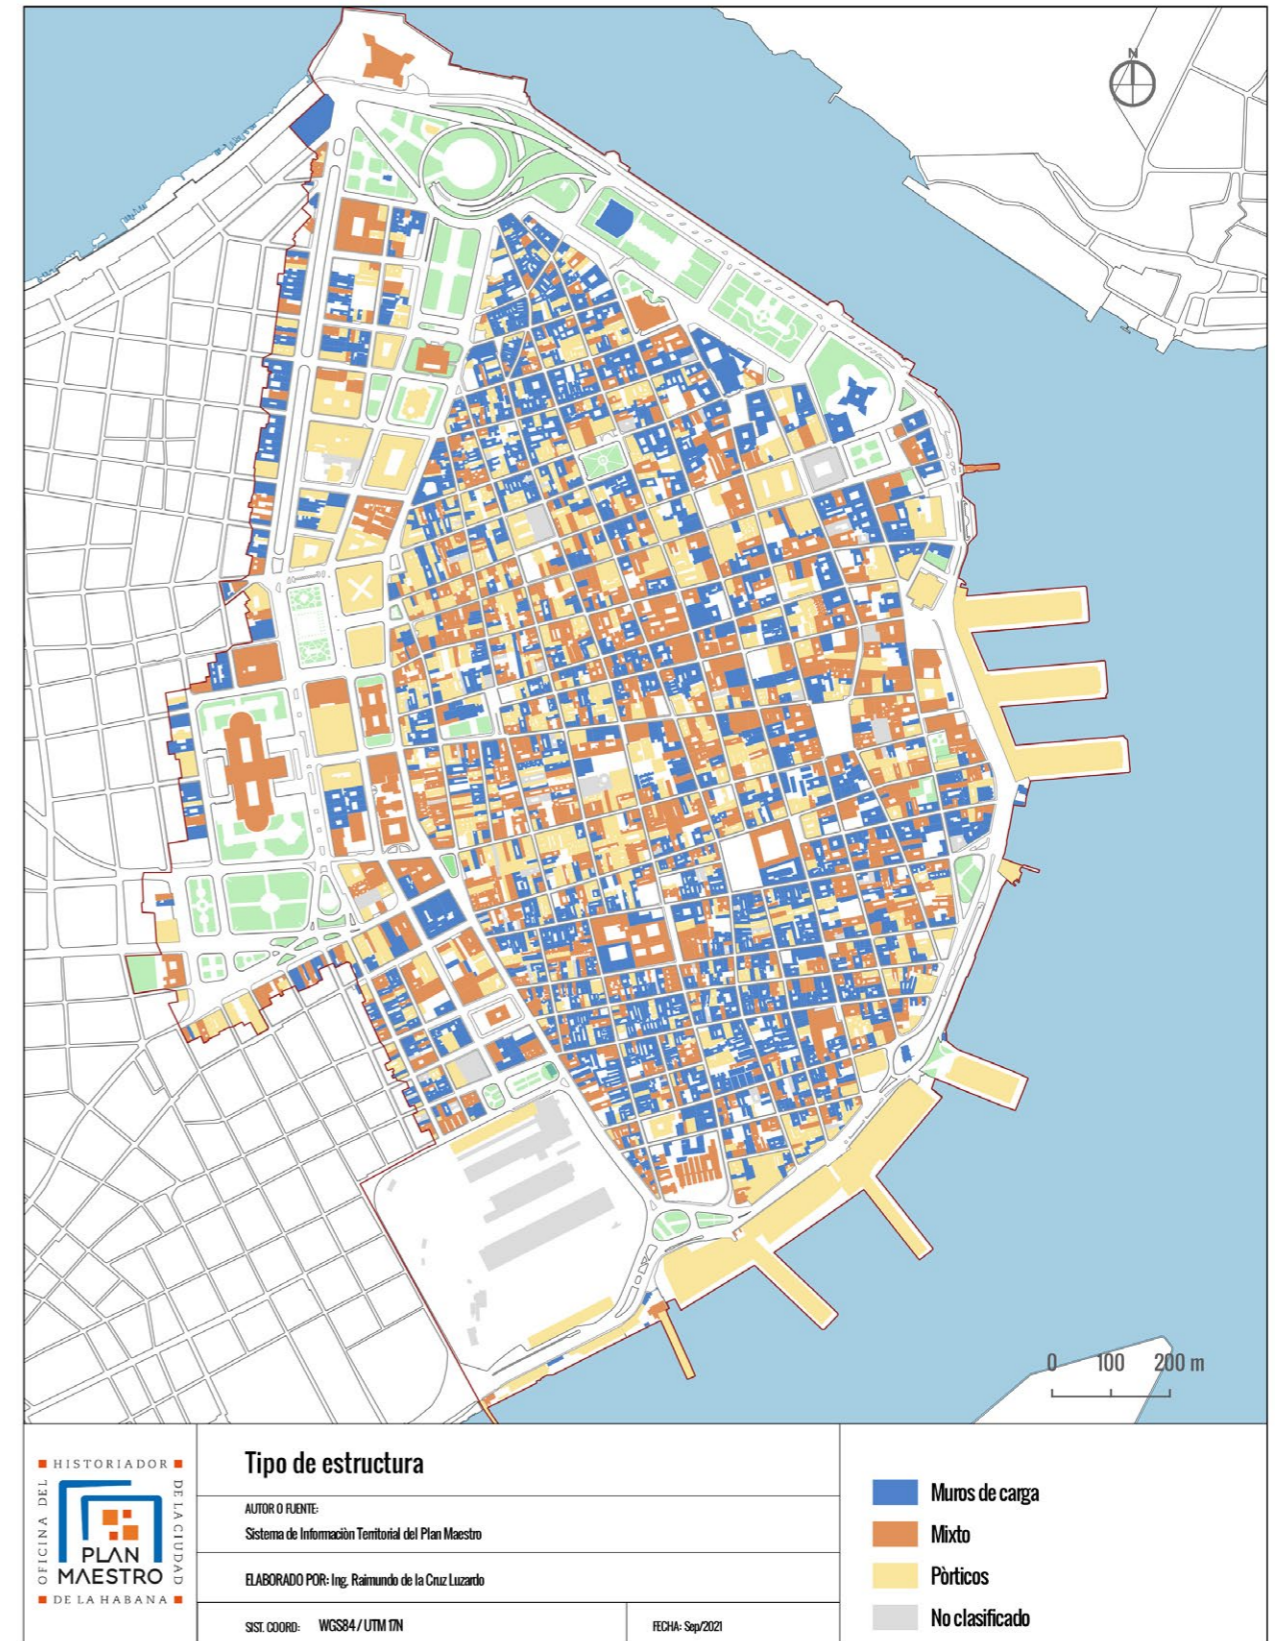 N
0 100 200 m
HISTORIADOR
OFICINA DEL
DE LA CIUDAD
PLAN
MAESTRO
DE LA HABANA
Tipo de estructura
AUTOR O FUENTE:
Sistema de Informaciòn Territorial del Plan Maestro
ELABORADO POR: Ing. Raimundo de la Cruz Luzardo
SIST. COORD: WGS84 / UTM 17N
FECHA: Sep/2021
Muros de carga
Mixto
Pòrticos
No clasificado